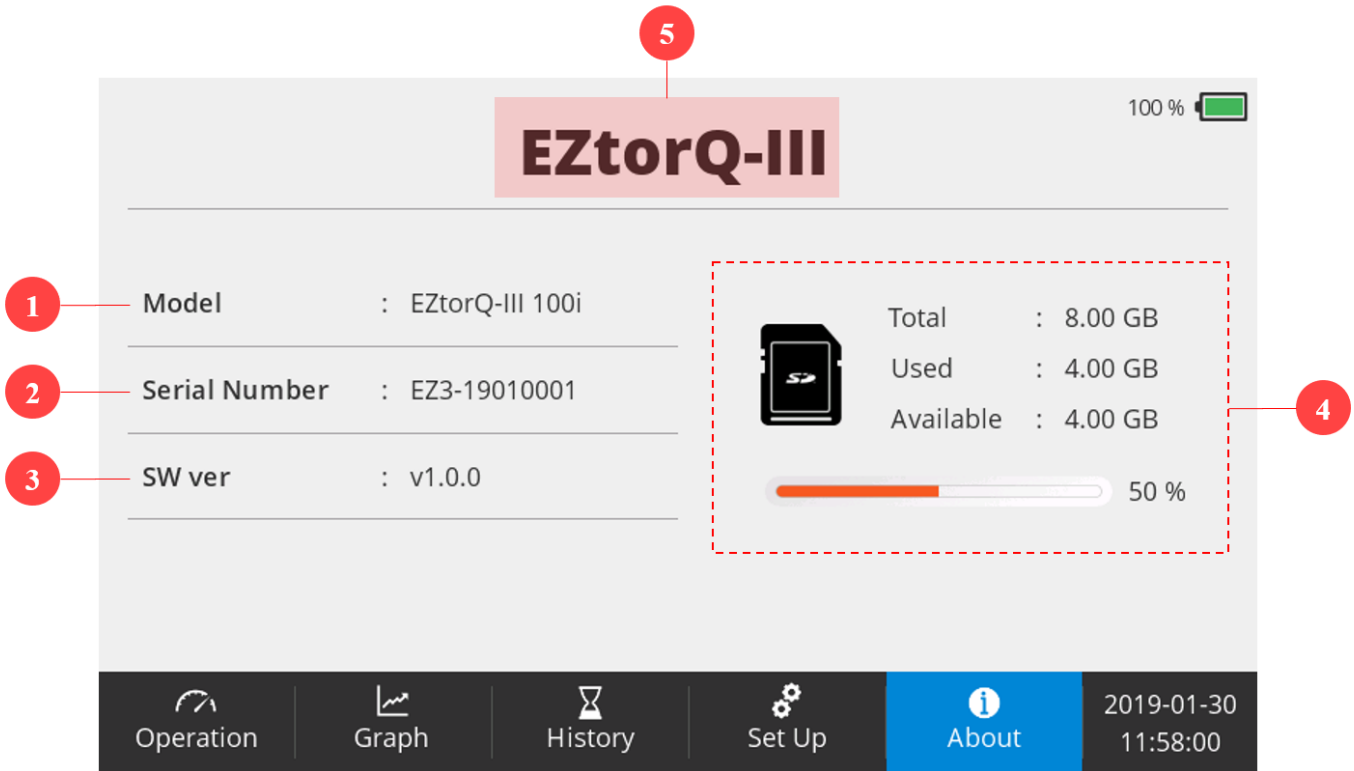 5
100 %
EZtorQ-III
1
Model : EZtorQ-III 100i
2
Serial Number : EZ3-19010001
3
SW ver : v1.0.0
Total : 8.00 GB
Used : 4.00 GB
Available : 4.00 GB
4
50 %
Operation
Graph
History
Set Up
About
2019-01-30
11:58:00